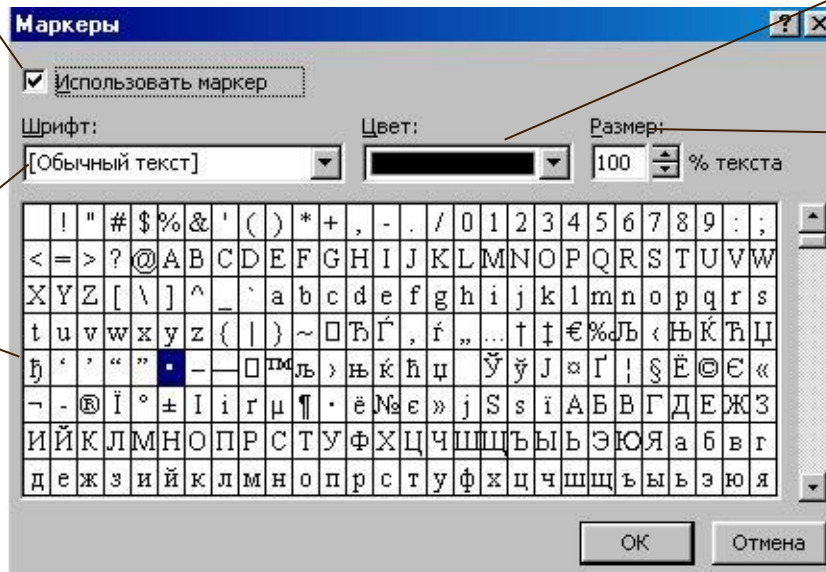 Маркеры
Использовать маркер
Шрифт: Цвет: Размер:
[Обычный текст] 100 % текста
! " # $ % & ' ( ) * + , - . / 0 1 2 3 4 5 6 7 8 9 : ;
< = > ? @ A B C D E F G H I J K L M N O P Q R S T U V W
X Y Z [ \ ] ^ _ ` a b c d e f g h i j k l m n o p q r s
t u v w x y z { | } ~ Ђ Ѓ ‚ ѓ „ … † ‡ € ‰ Љ ‹ Њ Ќ Ћ Џ
ђ ‘ ’ “ ” • – — ™ љ › њ ќ ћ џ Ў ў Ј ¤ Ґ ¦ § Ё © Є «
¬ - ® Ї ° ± І і ґ µ ¶ · ё № є » ј Ѕ ѕ ї А Б В Г Д Е Ж З
И Й К Л М Н О П Р С Т У Ф Х Ц Ч Ш Щ Ъ Ы Ь Э Ю Я а б в г
д е ж з и й к л м н о п р с т у ф х ц ч ш щ ъ ы ь э ю я
ОК Отмена